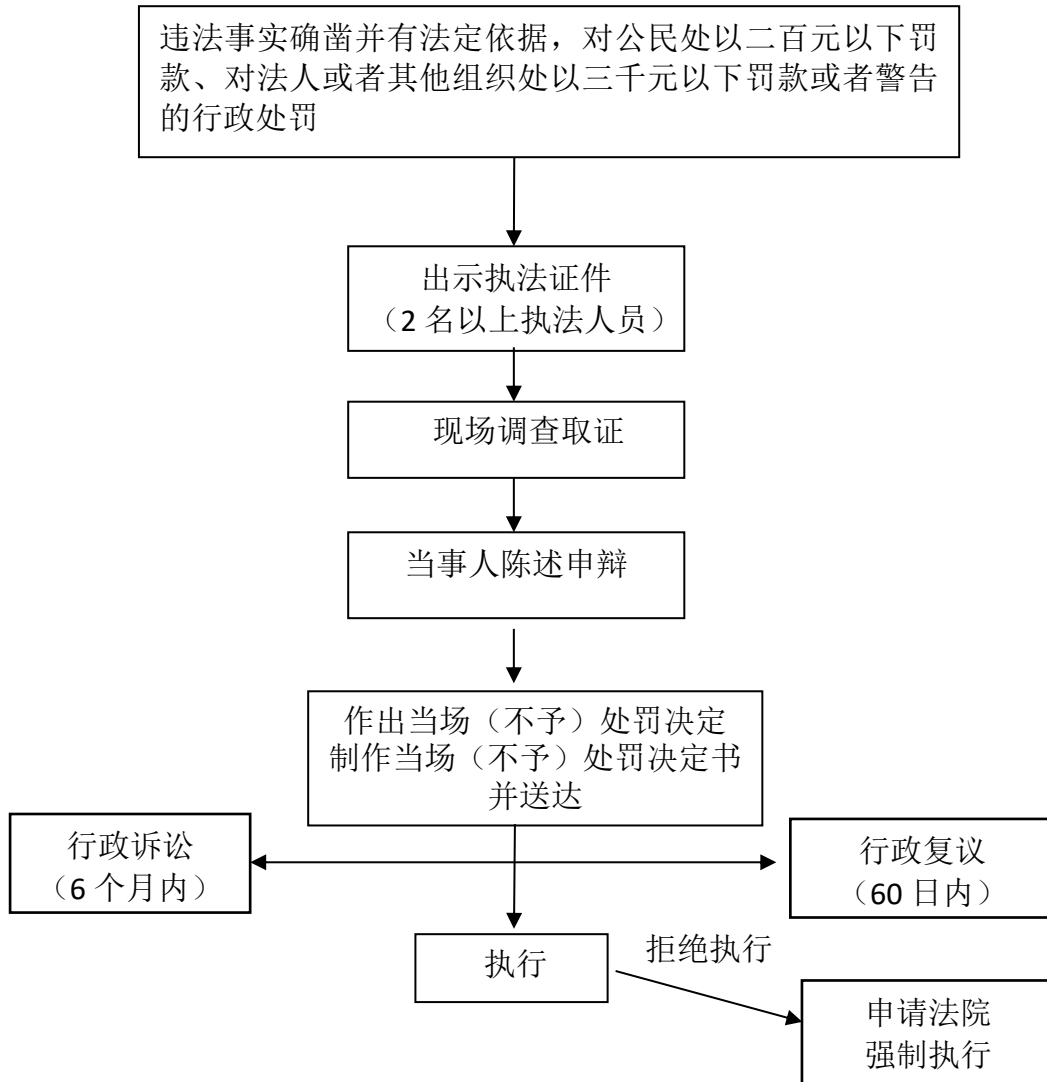 违法事实确凿并有法定依据，对公民处以二百元以下罚
款、对法人或者其他组织处以三千元以下罚款或者警告
的行政处罚
出示执法证件
（2 名以上执法人员）
现场调查取证
当事人陈述申辩
作出当场（不予）处罚决定
制作当场（不予）处罚决定书
并送达
行政诉讼
（6 个月内）
行政复议
（60 日内）
执行
拒绝执行
申请法院
强制执行